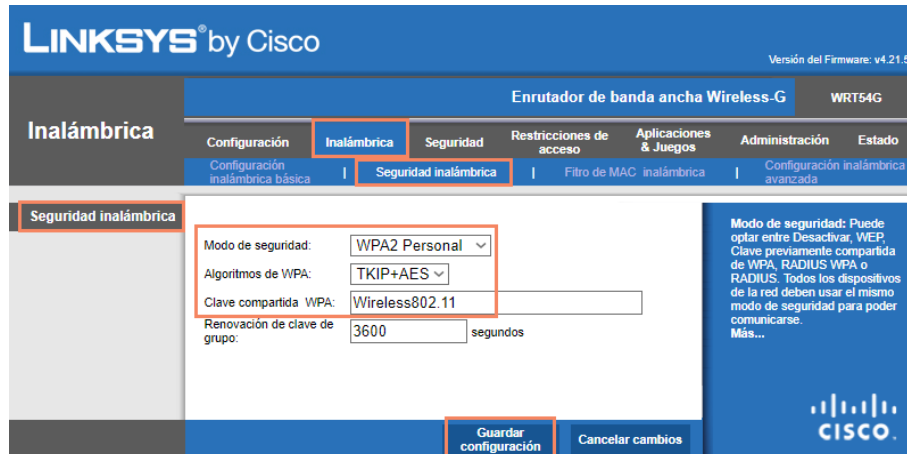 LINKSYS® by Cisco
Versión del Firmware: v4.21.5
Enrutador de banda ancha Wireless-G WRT54G
Inalámbrica
Configuración Inalámbrica Seguridad Restricciones de acceso Aplicaciones & Juegos Administración Estado
Configuración inalámbrica básica | Seguridad inalámbrica | Fitro de MAC inalámbrica | Configuración inalámbrica avanzada
Seguridad inalámbrica
Modo de seguridad: WPA2 Personal
Algoritmos de WPA: TKIP+AES
Clave compartida WPA: Wireless802.11
Renovación de clave de grupo: 3600 segundos
Modo de seguridad: Puede
optar entre Desactivar, WEP,
Clave previamente compartida
de WPA, RADIUS WPA o
RADIUS. Todos los dispositivos
de la red deben usar el mismo
modo de seguridad para poder
comunicarse.
Más...
Guardar configuración Cancelar cambios
CISCO.